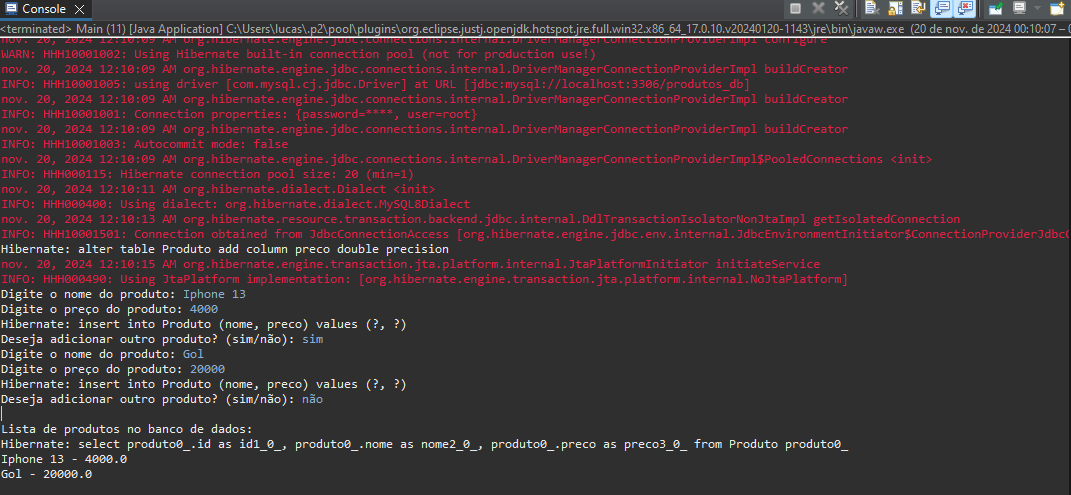 Console
<terminated> Main (11) [Java Application] C:\Users\lucas\.p2\pool\plugins\org.eclipse.justj.openjdk.hotspot.jre.full.win32.x86_64_17.0.10.v20240120-1143\jre\bin\javaw.exe (20 de nov. de 2024 00:10:07 –
nov. 20, 2024 12:10:09 AM org.hibernate.engine.jdbc.connections.internal.DriverManagerConnectionProviderImpl configure
WARN: HHH10001002: Using Hibernate built-in connection pool (not for production use!)
nov. 20, 2024 12:10:09 AM org.hibernate.engine.jdbc.connections.internal.DriverManagerConnectionProviderImpl buildCreator
INFO: HHH10001005: using driver [com.mysql.cj.jdbc.Driver] at URL [jdbc:mysql://localhost:3306/produtos_db]
nov. 20, 2024 12:10:09 AM org.hibernate.engine.jdbc.connections.internal.DriverManagerConnectionProviderImpl buildCreator
INFO: HHH10001001: Connection properties: {password=****, user=root}
nov. 20, 2024 12:10:09 AM org.hibernate.engine.jdbc.connections.internal.DriverManagerConnectionProviderImpl buildCreator
INFO: HHH10001003: Autocommit mode: false
nov. 20, 2024 12:10:09 AM org.hibernate.engine.jdbc.connections.internal.DriverManagerConnectionProviderImpl$PooledConnections <init>
INFO: HHH000115: Hibernate connection pool size: 20 (min=1)
nov. 20, 2024 12:10:11 AM org.hibernate.dialect.Dialect <init>
INFO: HHH000400: Using dialect: org.hibernate.dialect.MySQL8Dialect
nov. 20, 2024 12:10:13 AM org.hibernate.resource.transaction.backend.jdbc.internal.DdlTransactionIsolatorNonJtaImpl getIsolatedConnection
INFO: HHH10001501: Connection obtained from JdbcConnectionAccess [org.hibernate.engine.jdbc.env.internal.JdbcEnvironmentInitiator$ConnectionProviderJdbcC
Hibernate: alter table Produto add column preco double precision
nov. 20, 2024 12:10:15 AM org.hibernate.engine.transaction.jta.platform.internal.JtaPlatformInitiator initiateService
INFO: HHH000490: Using JtaPlatform implementation: [org.hibernate.engine.transaction.jta.platform.internal.NoJtaPlatform]
Digite o nome do produto: Iphone 13
Digite o preço do produto: 4000
Hibernate: insert into Produto (nome, preco) values (?, ?)
Deseja adicionar outro produto? (sim/não): sim
Digite o nome do produto: Gol
Digite o preço do produto: 20000
Hibernate: insert into Produto (nome, preco) values (?, ?)
Deseja adicionar outro produto? (sim/não): não
Lista de produtos no banco de dados:
Hibernate: select produto0_.id as id1_0_, produto0_.nome as nome2_0_, produto0_.preco as preco3_0_ from Produto produto0_
Iphone 13 - 4000.0
Gol - 20000.0